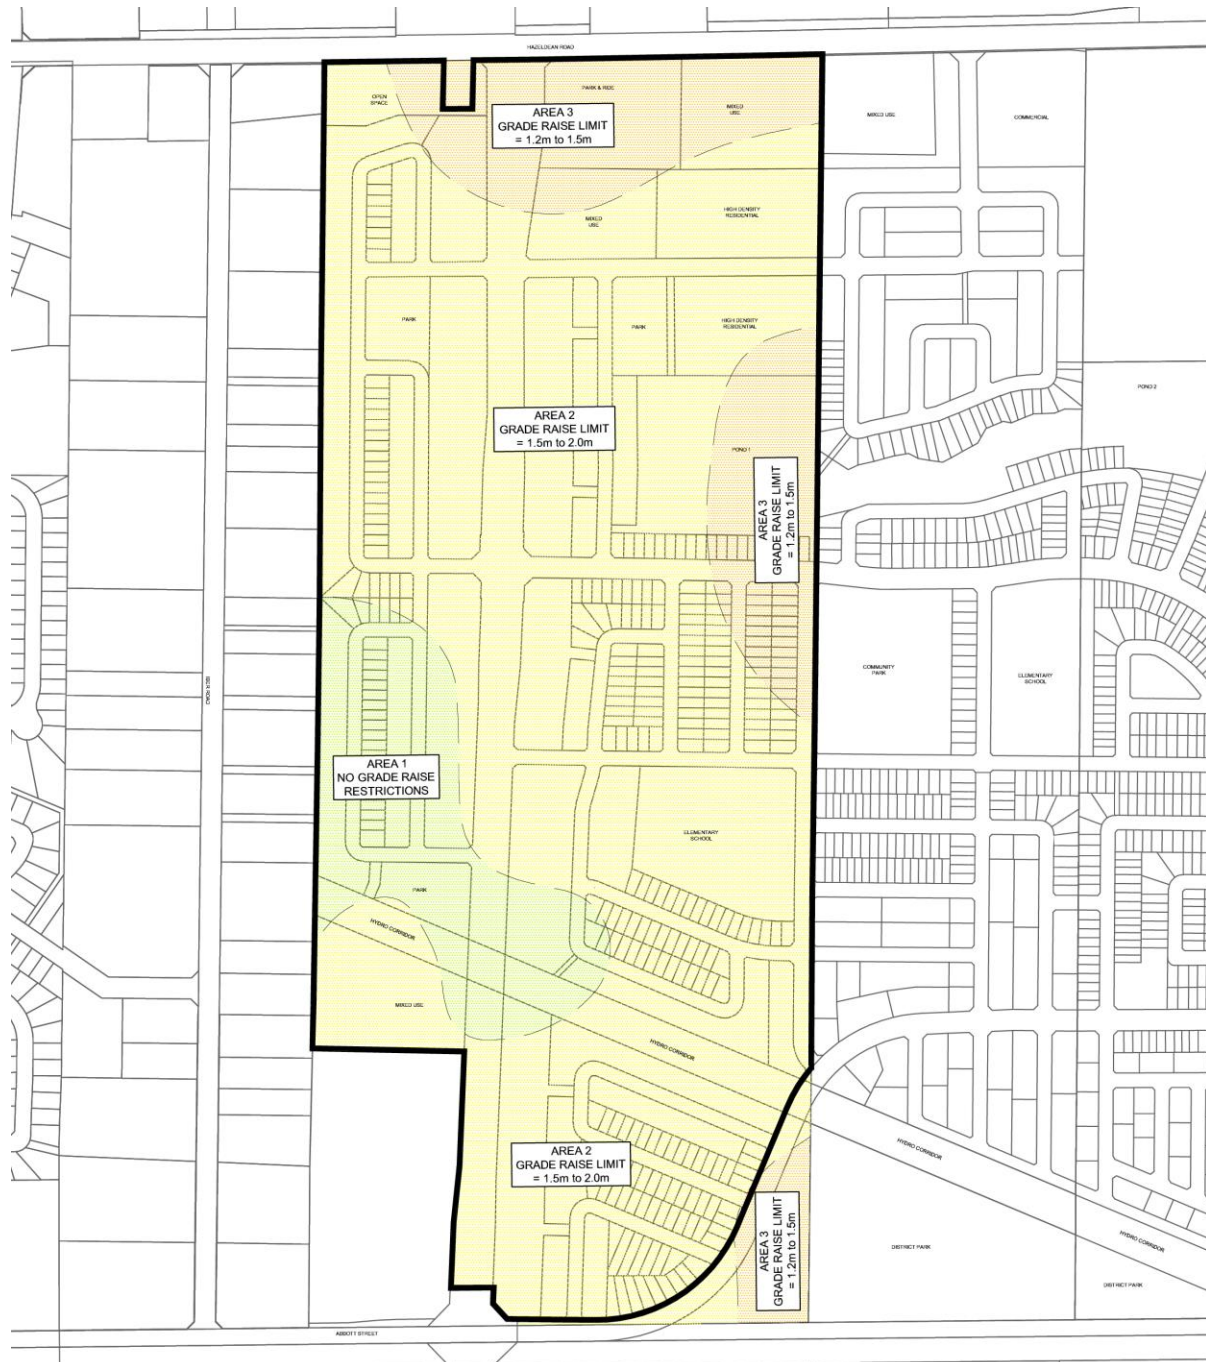 HAZELDEAN ROAD
OPEN
SPACE
PARK & RIDE
MIXED
USE
AREA 3
GRADE RAISE LIMIT
= 1.2m to 1.5m
MIXED USE
COMMERCIAL
MIXED
USE
HIGH DENSITY
RESIDENTIAL
PARK
PARK
HIGH DENSITY
RESIDENTIAL
POND 2
AREA 2
GRADE RAISE LIMIT
= 1.5m to 2.0m
POND 1
AREA 3
GRADE RAISE LIMIT
= 1.2m to 1.5m
COMMUNITY
PARK
ELEMENTARY
SCHOOL
AREA 1
NO GRADE RAISE
RESTRICTIONS
ELEMENTARY
SCHOOL
PARK
HYDRO CORRIDOR
MIXED USE
HYDRO CORRIDOR
HYDRO CORRIDOR
AREA 2
GRADE RAISE LIMIT
= 1.5m to 2.0m
AREA 3
GRADE RAISE LIMIT
= 1.2m to 1.5m
DISTRICT PARK
HYDRO CORRIDOR
DISTRICT PARK
ABBOTT STREET